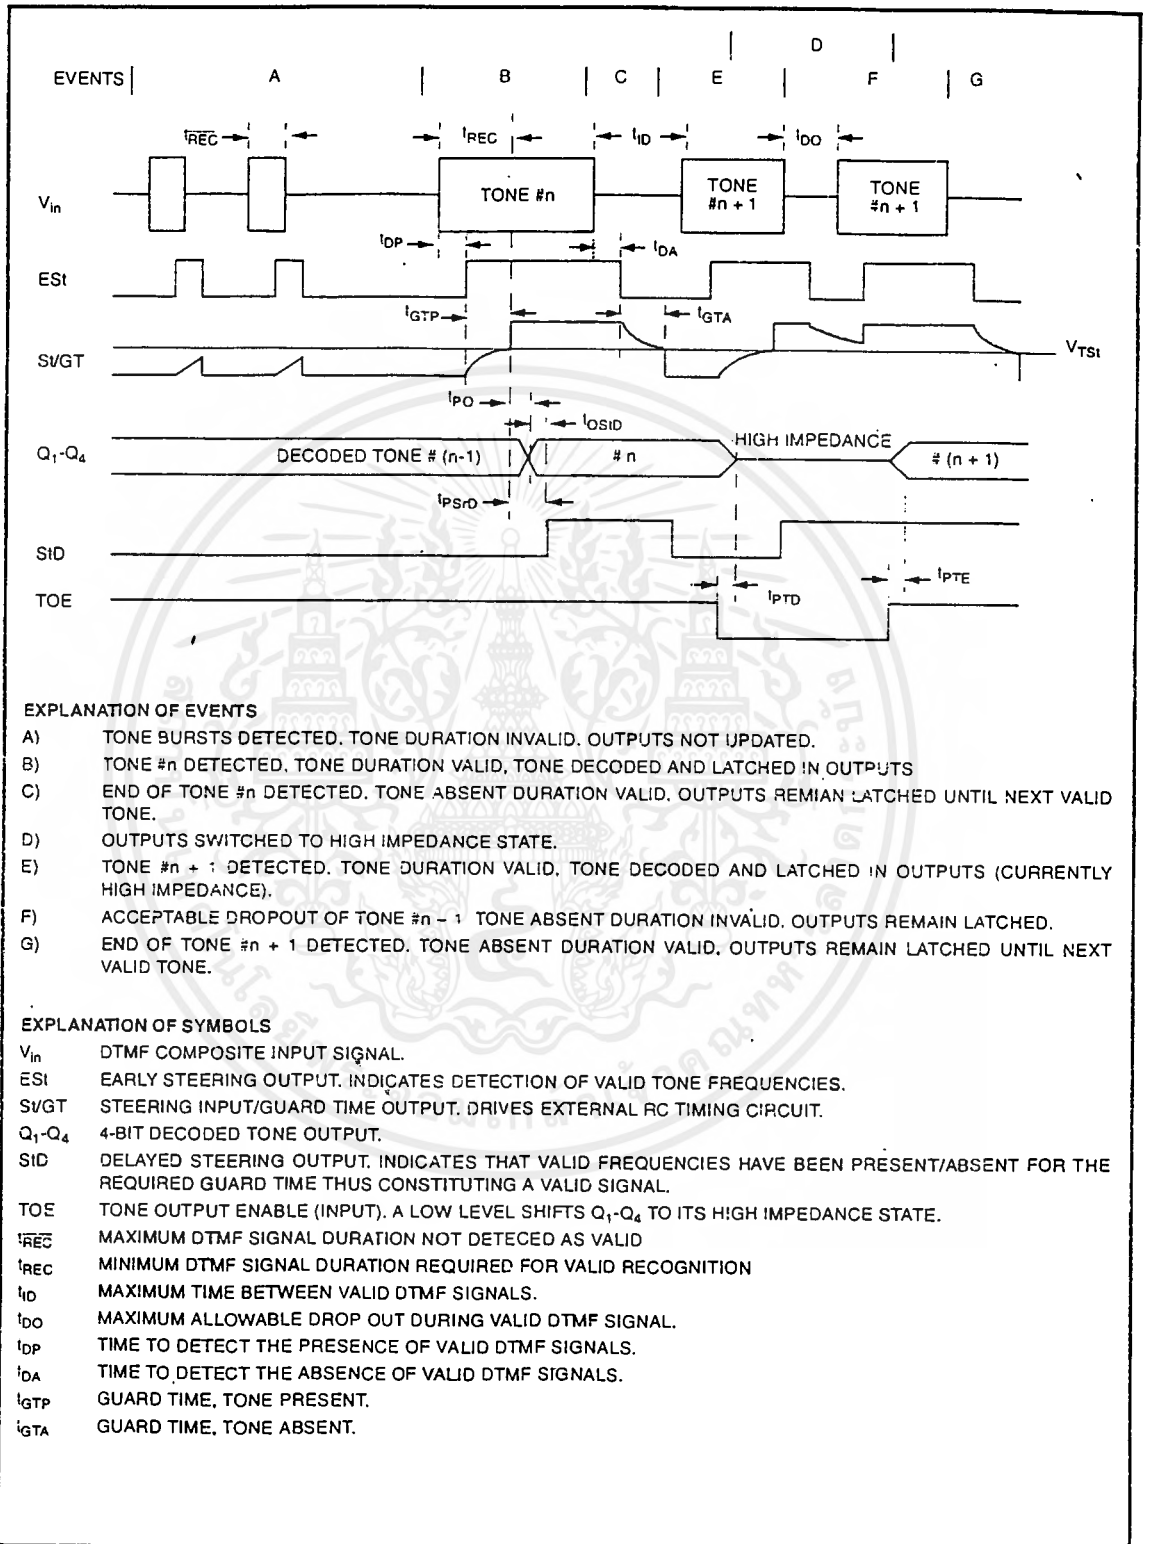 D
EVENTS A B C E F G
tREC tREC tID tDO
Vin TONE #n TONE #n + 1 TONE #n + 1
tDP tDA
ESt
tGTP tGTA
St/GT VTSt
tPO tOStD
Q1-Q4 DECODED TONE # (n-1) # n HIGH IMPEDANCE # (n + 1)
tPSrD
StD
tPTE
TOE tPTD
EXPLANATION OF EVENTS
A) TONE BURSTS DETECTED. TONE DURATION INVALID. OUTPUTS NOT UPDATED.
B) TONE #n DETECTED. TONE DURATION VALID, TONE DECODED AND LATCHED IN OUTPUTS
C) END OF TONE #n DETECTED. TONE ABSENT DURATION VALID. OUTPUTS REMIAN LATCHED UNTIL NEXT VALID
TONE.
D) OUTPUTS SWITCHED TO HIGH IMPEDANCE STATE.
E) TONE #n + 1 DETECTED. TONE DURATION VALID, TONE DECODED AND LATCHED IN OUTPUTS (CURRENTLY
HIGH IMPEDANCE).
F) ACCEPTABLE DROPOUT OF TONE #n - 1 TONE ABSENT DURATION INVALID. OUTPUTS REMAIN LATCHED.
G) END OF TONE #n + 1 DETECTED. TONE ABSENT DURATION VALID, OUTPUTS REMAIN LATCHED UNTIL NEXT
VALID TONE.
EXPLANATION OF SYMBOLS
Vin DTMF COMPOSITE INPUT SIGNAL.
ESt EARLY STEERING OUTPUT. INDICATES DETECTION OF VALID TONE FREQUENCIES.
St/GT STEERING INPUT/GUARD TIME OUTPUT. DRIVES EXTERNAL RC TIMING CIRCUIT.
Q1-Q4 4-BIT DECODED TONE OUTPUT.
StD DELAYED STEERING OUTPUT. INDICATES THAT VALID FREQUENCIES HAVE BEEN PRESENT/ABSENT FOR THE
REQUIRED GUARD TIME THUS CONSTITUTING A VALID SIGNAL.
TOE TONE OUTPUT ENABLE (INPUT). A LOW LEVEL SHIFTS Q1-Q4 TO ITS HIGH IMPEDANCE STATE.
tREC MAXIMUM DTMF SIGNAL DURATION NOT DETECED AS VALID
tREC MINIMUM DTMF SIGNAL DURATION REQUIRED FOR VALID RECOGNITION
tID MAXIMUM TIME BETWEEN VALID DTMF SIGNALS.
tDO MAXIMUM ALLOWABLE DROP OUT DURING VALID DTMF SIGNAL.
tDP TIME TO DETECT THE PRESENCE OF VALID DTMF SIGNALS.
tDA TIME TO DETECT THE ABSENCE OF VALID DTMF SIGNALS.
tGTP GUARD TIME, TONE PRESENT.
tGTA GUARD TIME, TONE ABSENT.